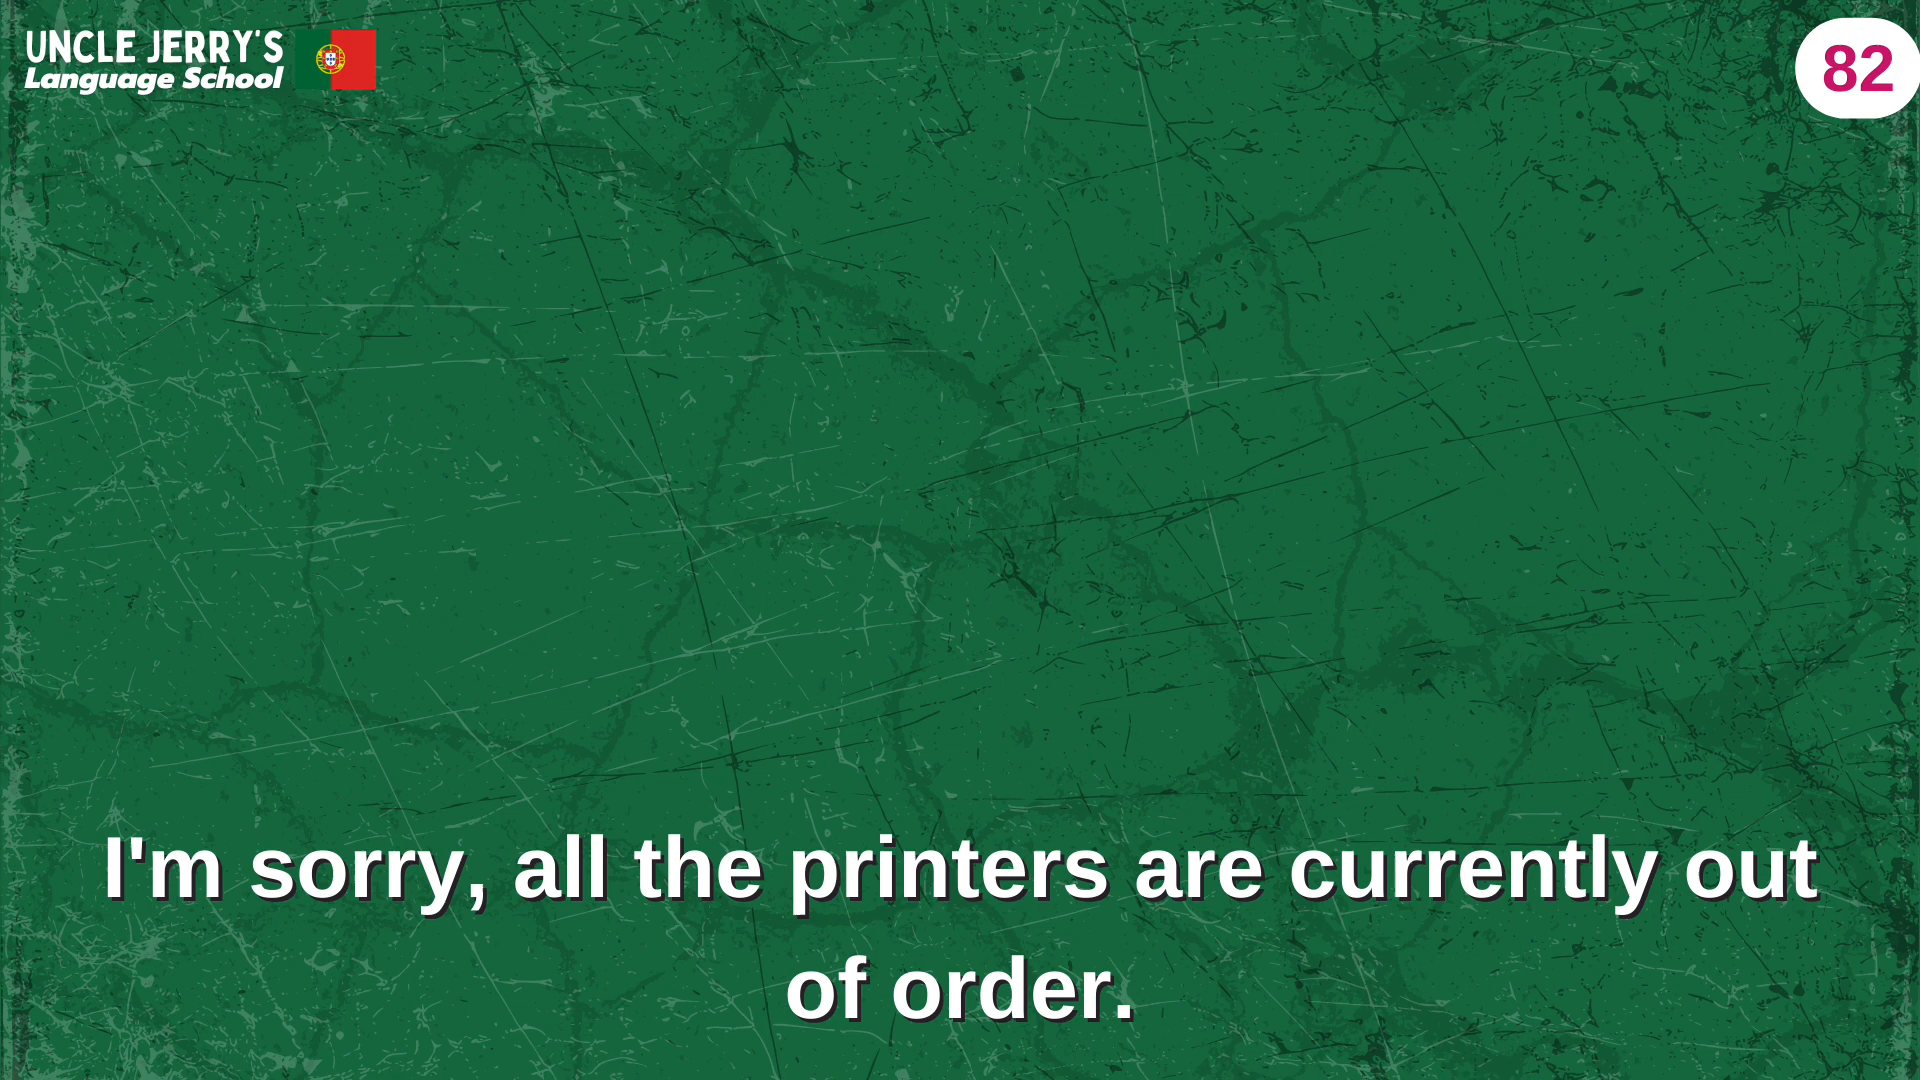 UNCLE JERRY'S
Language School
82
I'm sorry, all the printers are currently out
of order.